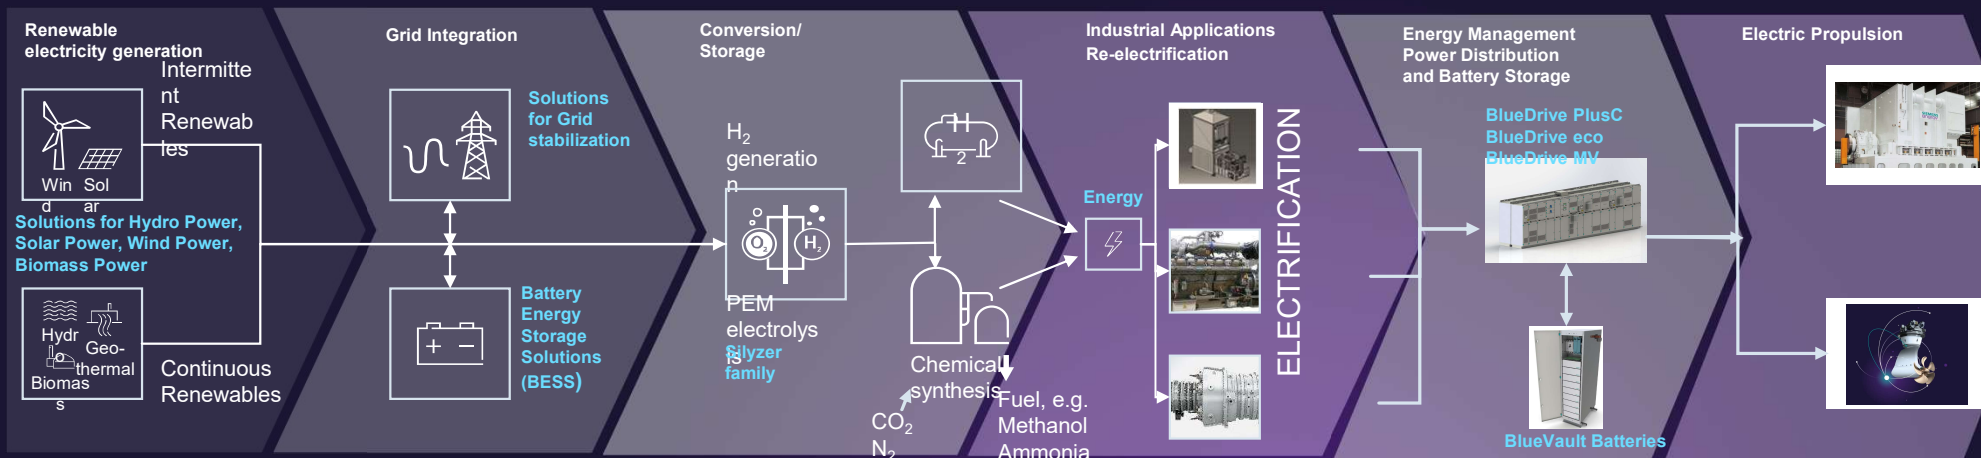 Renewable
electricity generation
Intermitte
nt
Renewab
les
Win
d
Sol
ar
Solutions for Hydro Power,
Solar Power, Wind Power,
Biomass Power
Hydr
o
Geo-
thermal
Biomas
s
Continuous
Renewables
Grid Integration
Solutions
for Grid
stabilization
Battery
Energy
Storage
Solutions
(BESS)
Conversion/
Storage
H₂
generatio
n
O₂
H₂
PEM
electrolys
is
Silyzer
family
H
2
Chemical
synthesis
CO₂
N₂
Fuel, e.g.
Methanol
Ammonia
Industrial Applications
Re-electrification
Energy
ELECTRIFICATION
Energy Management
Power Distribution
and Battery Storage
BlueDrive PlusC
BlueDrive eco
BlueDrive MV
BlueVault Batteries
Electric Propulsion